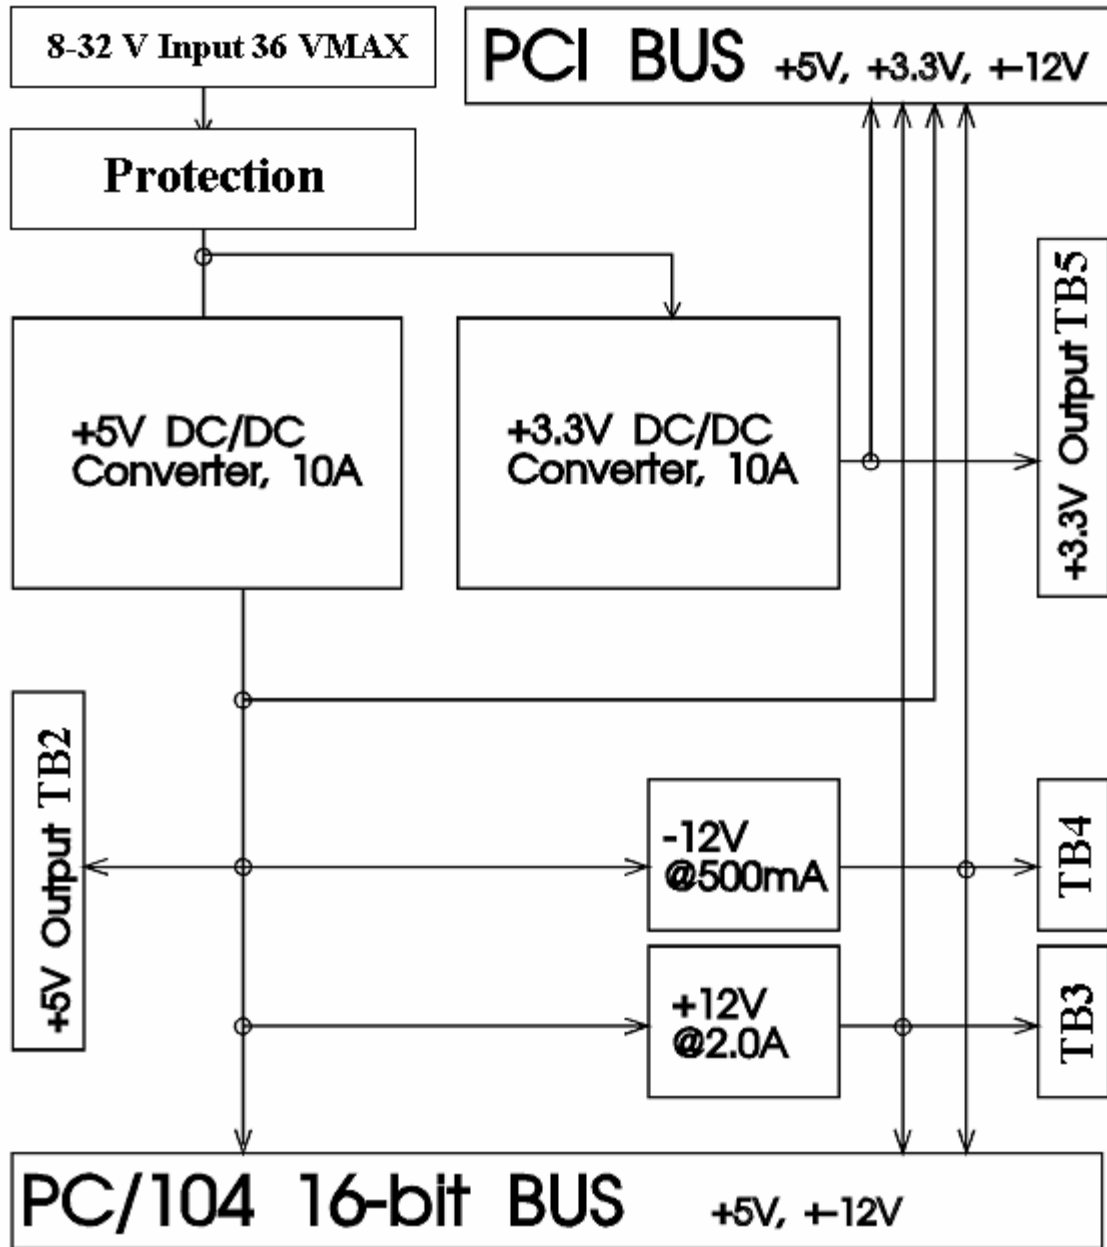 8-32 V Input 36 VMAX
PCI BUS +5V, +3.3V, +-12V
Protection
+5V DC/DC
Converter, 10A
+3.3V DC/DC
Converter, 10A
+3.3V Output TB5
+5V Output TB2
-12V
@500mA
TB4
+12V
@2.0A
TB3
PC/104 16-bit BUS +5V, +-12V